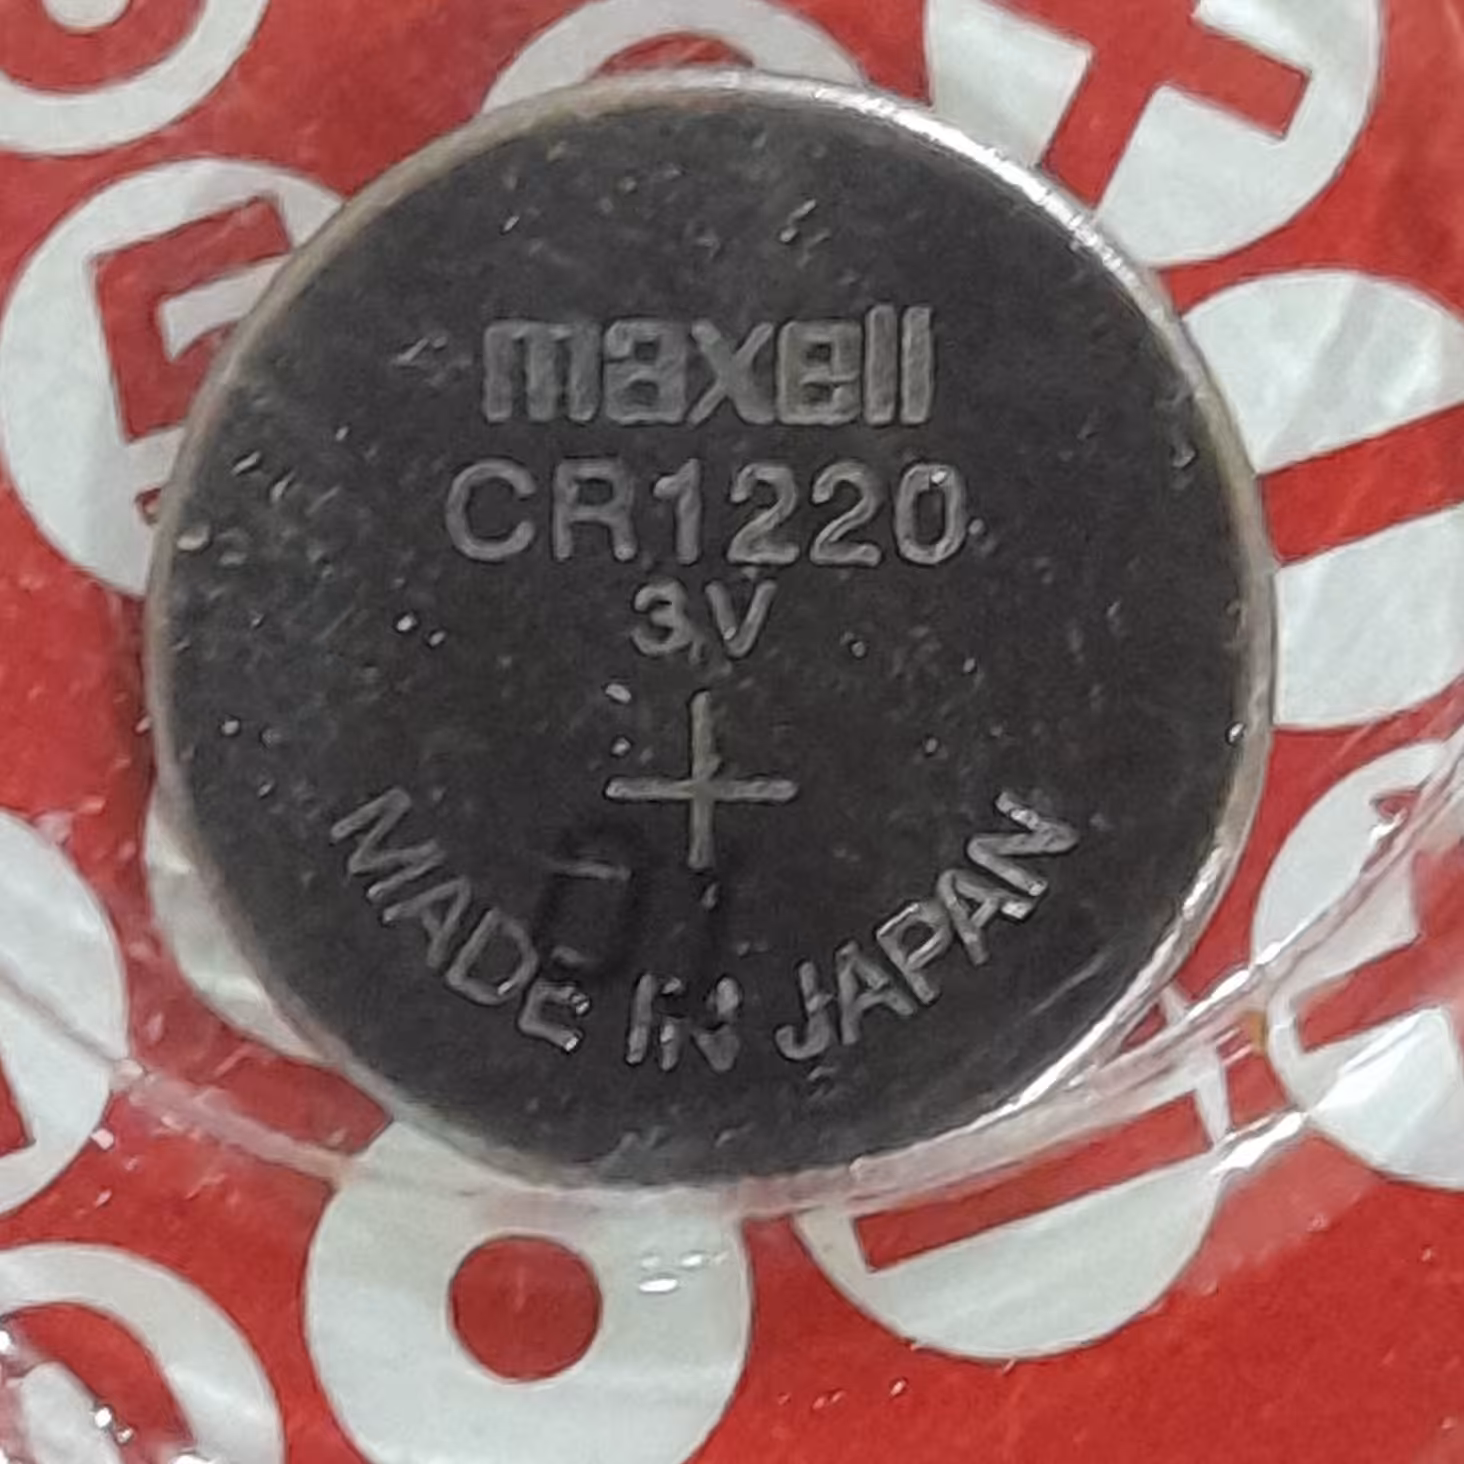 maxell
CR1220
3V
+
MADE IN JAPAN